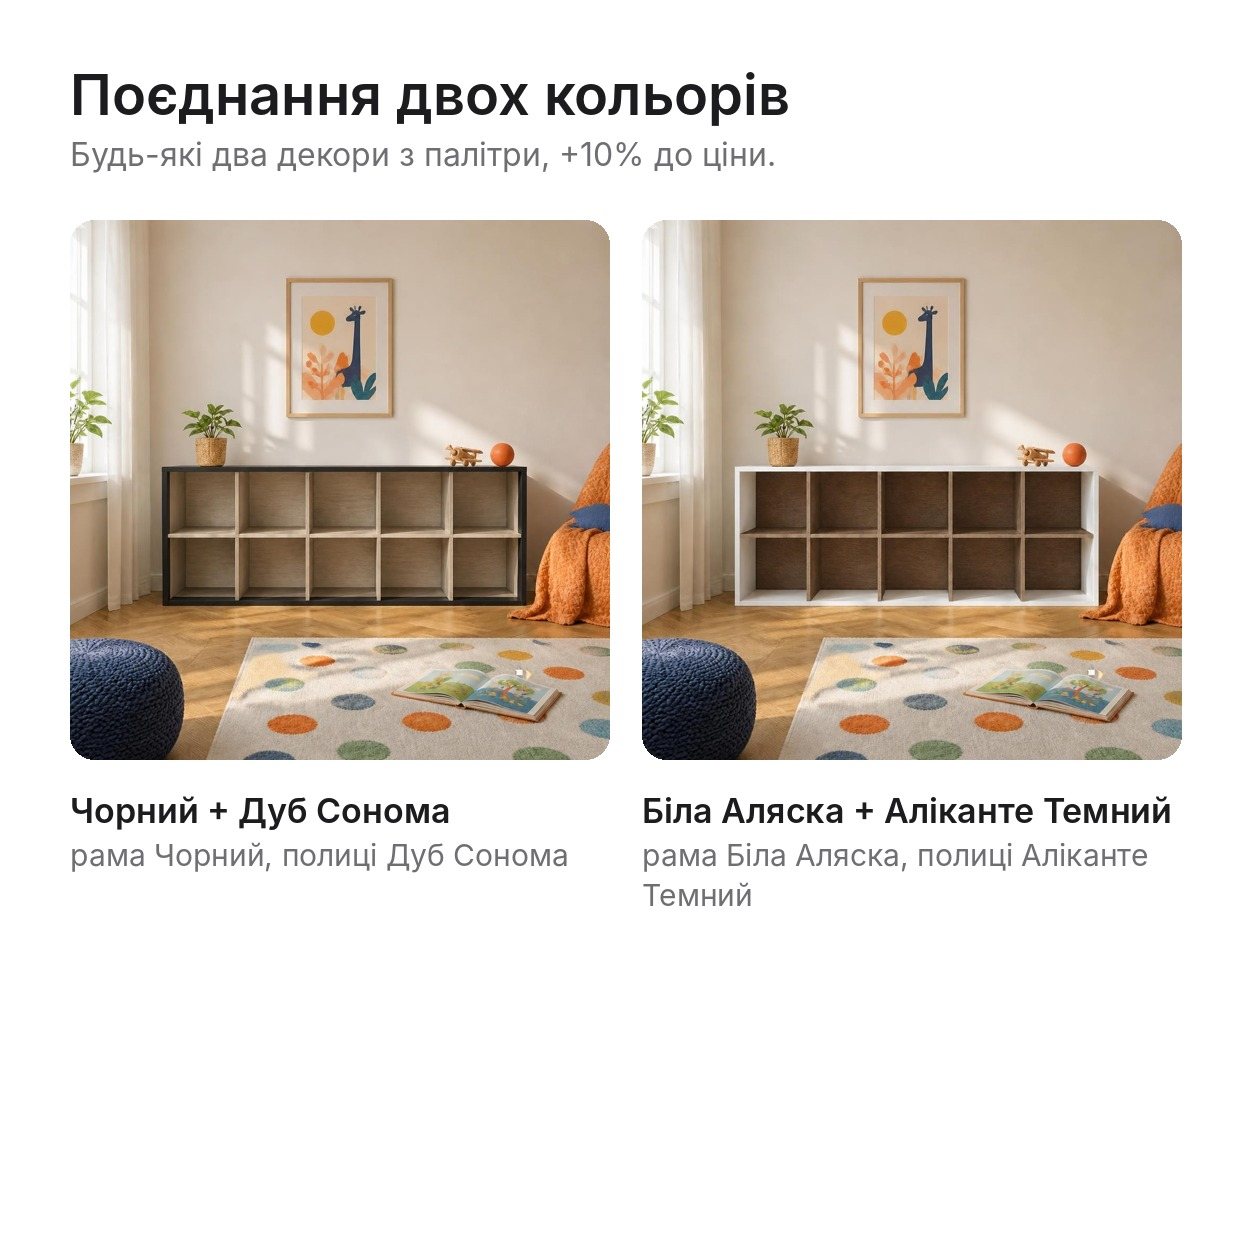 Поєднання двох кольорів
Будь-які два декори з палітри, +10% до ціни.
Чорний + Дуб Сонома
рама Чорний, полиці Дуб Сонома
Біла Аляска + Аліканте Темний
рама Біла Аляска, полиці Аліканте
Темний